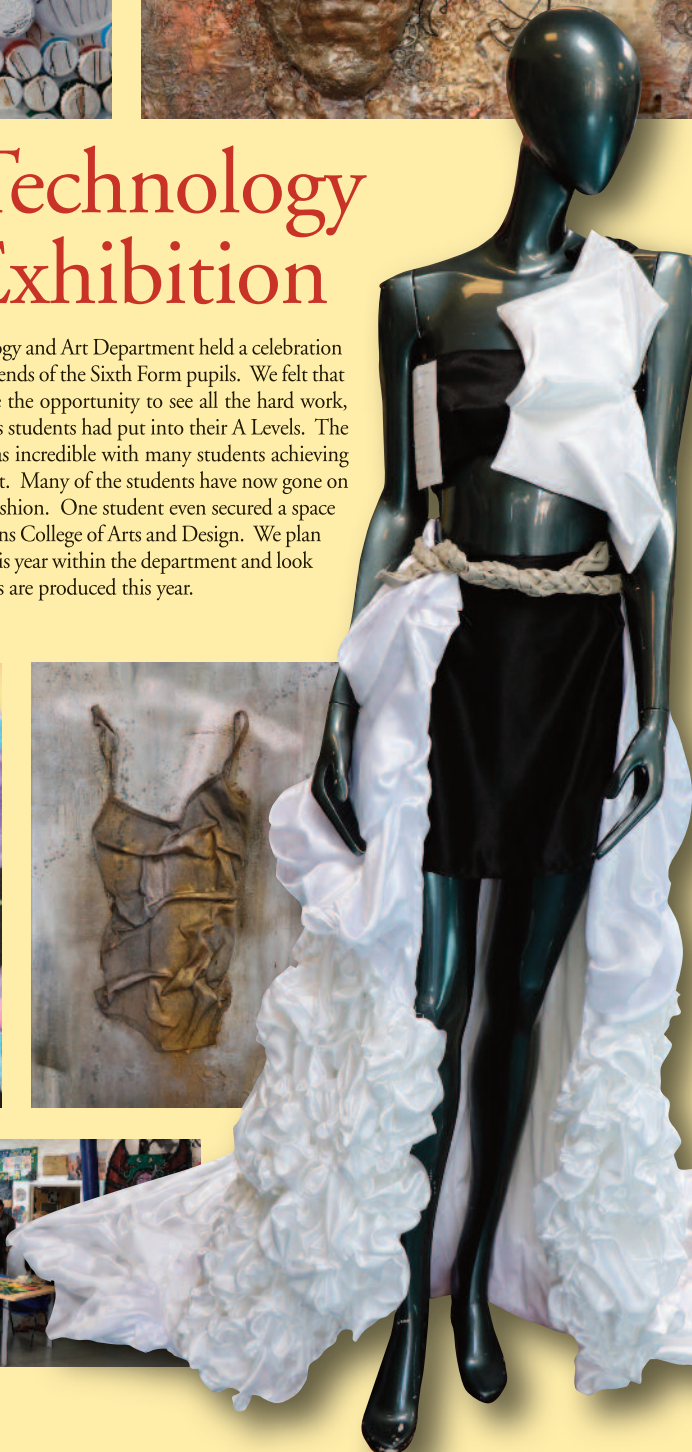 Technology
Exhibition
ogy and Art Department held a celebration
ends of the Sixth Form pupils. We felt that
e the opportunity to see all the hard work,
s students had put into their A Levels. The
as incredible with many students achieving
t. Many of the students have now gone on
shion. One student even secured a space
ns College of Arts and Design. We plan
is year within the department and look
s are produced this year.